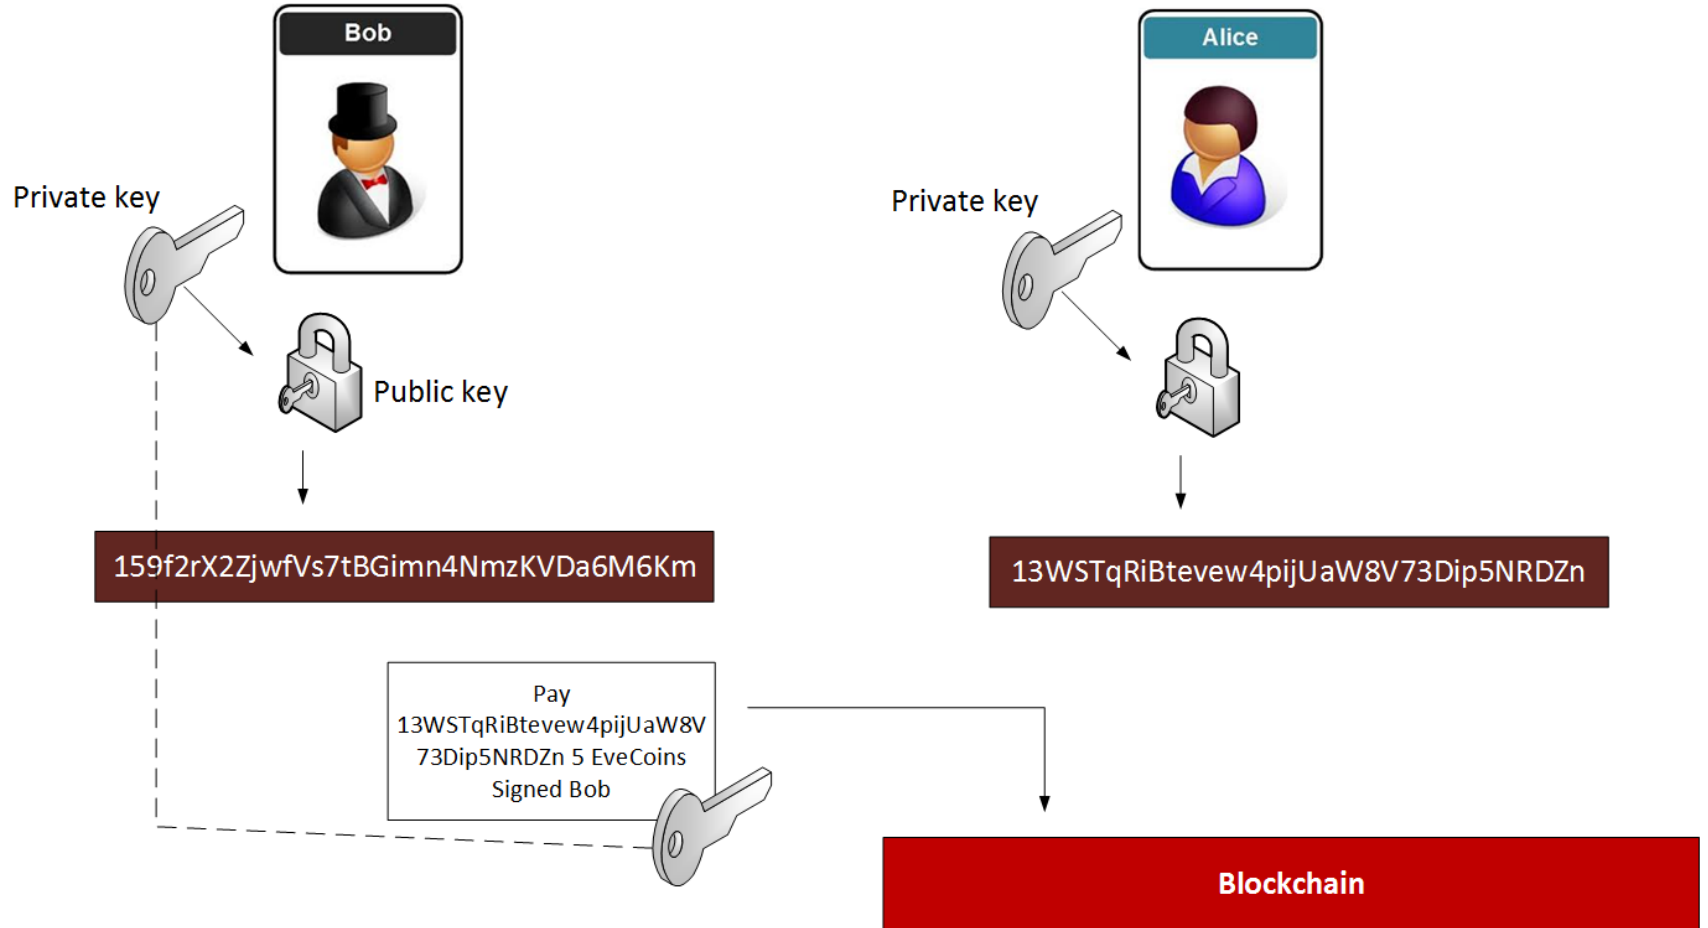 Bob
Alice
Private key
Private key
Public key
159f2rX2ZjwfVs7tBGimn4NmzKVDa6M6Km
13WSTqRiBtevew4pijUaW8V73Dip5NRDZn
Pay
13WSTqRiBtevew4pijUaW8V
73Dip5NRDZn 5 EveCoins
Signed Bob
Blockchain